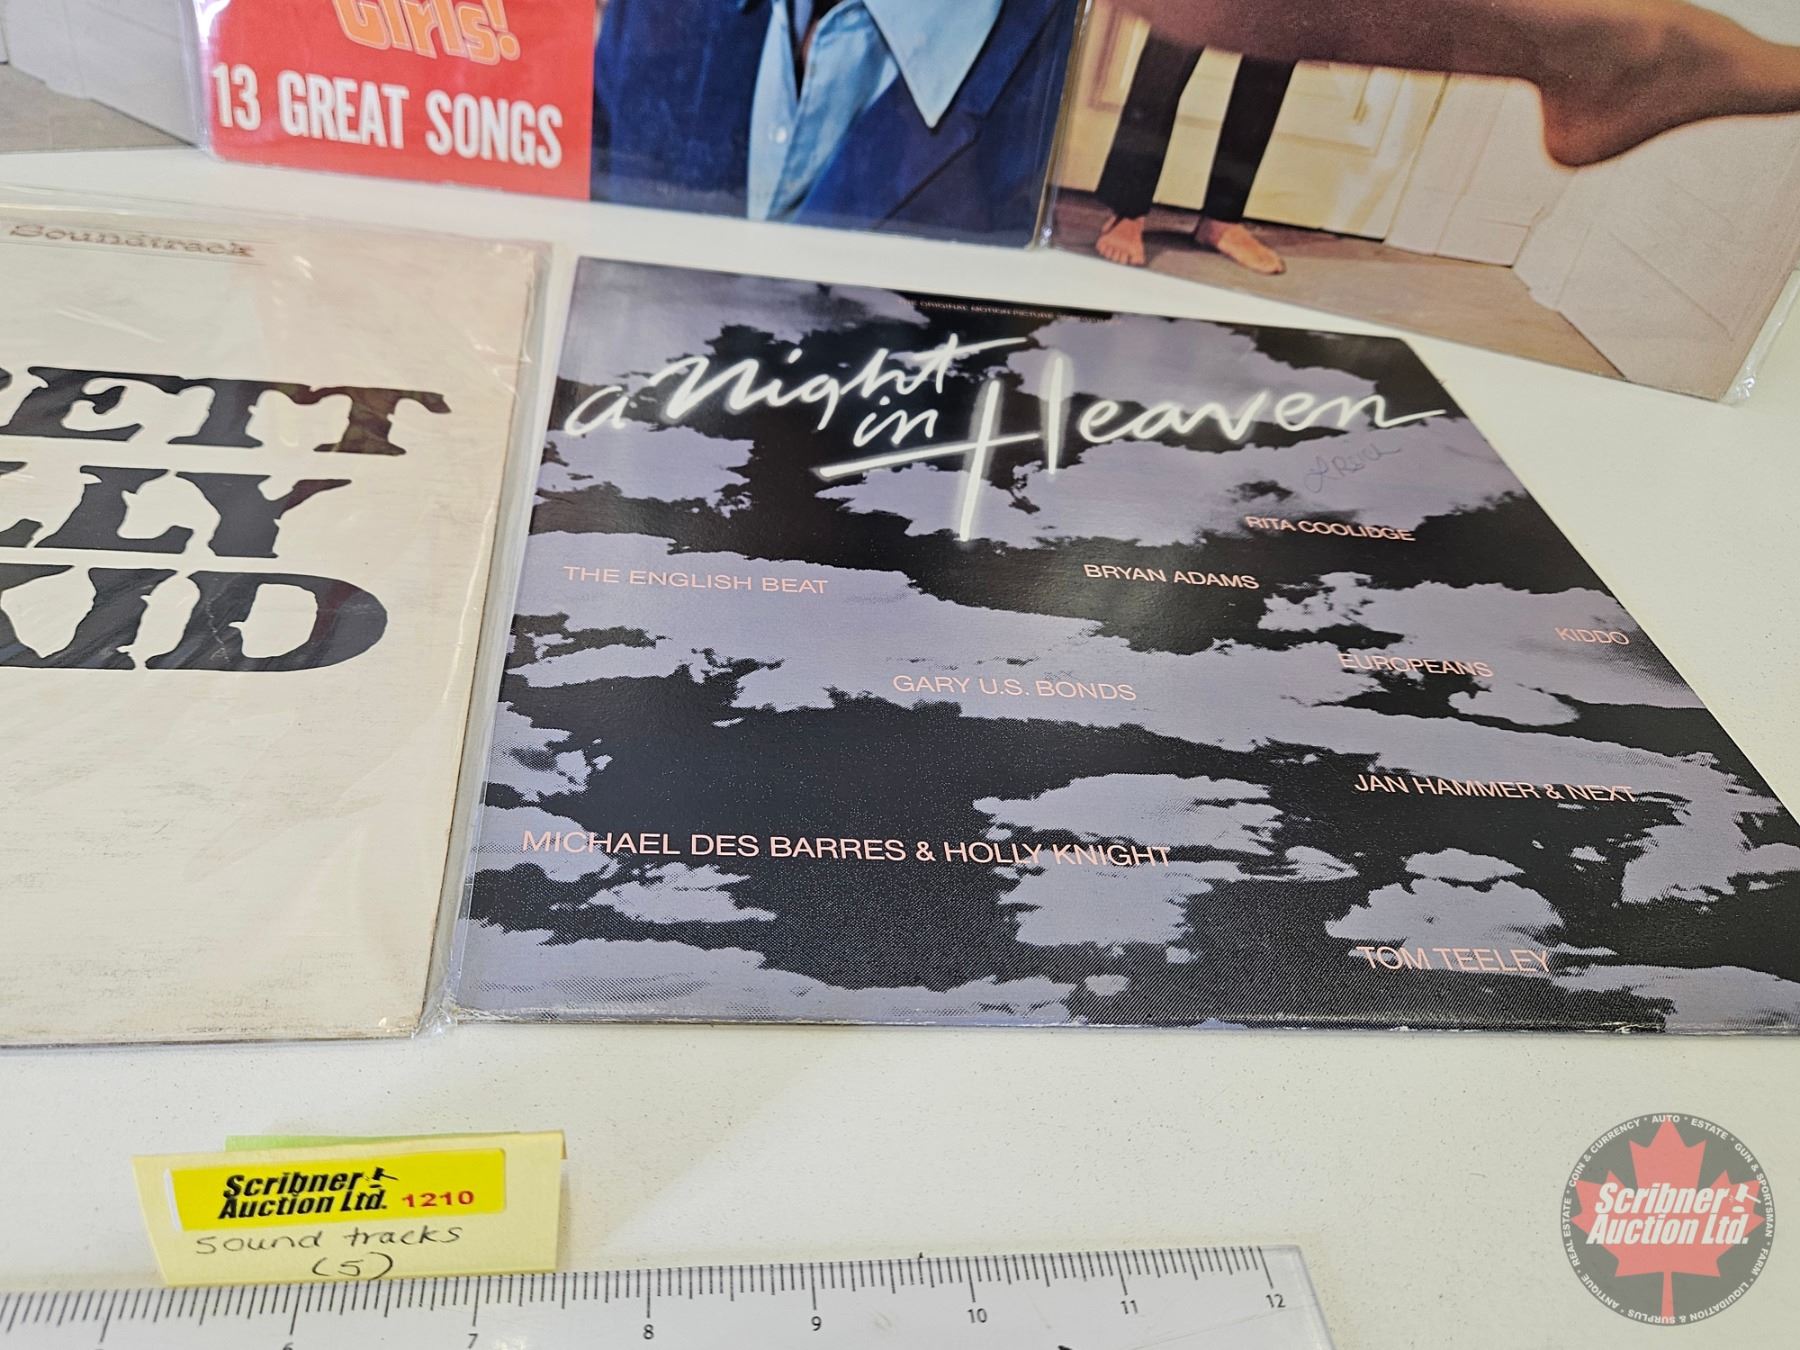 Girls!
13 GREAT SONGS
Soundtrack
RETT
LLY
KID
THE ORIGINAL MOTION PICTURE
a Night
in Heaven
RITA COOLIDGE
THE ENGLISH BEAT
BRYAN ADAMS
KIDDO
EUROPEANS
GARY U.S. BONDS
JAN HAMMER & NEXT
MICHAEL DES BARRES & HOLLY KNIGHT
TOM TEELEY
Scribner
Auction Ltd. 1210
sound tracks
(5)
6 7 8 9 10 11 12
COIN & CURRENCY • AUTO • ESTATE • GUN & SPORTSMAN • FARM • LIQUIDATION & SURPLUS • ANTIQUE • REAL ESTATE •
Scribner
Auction Ltd.